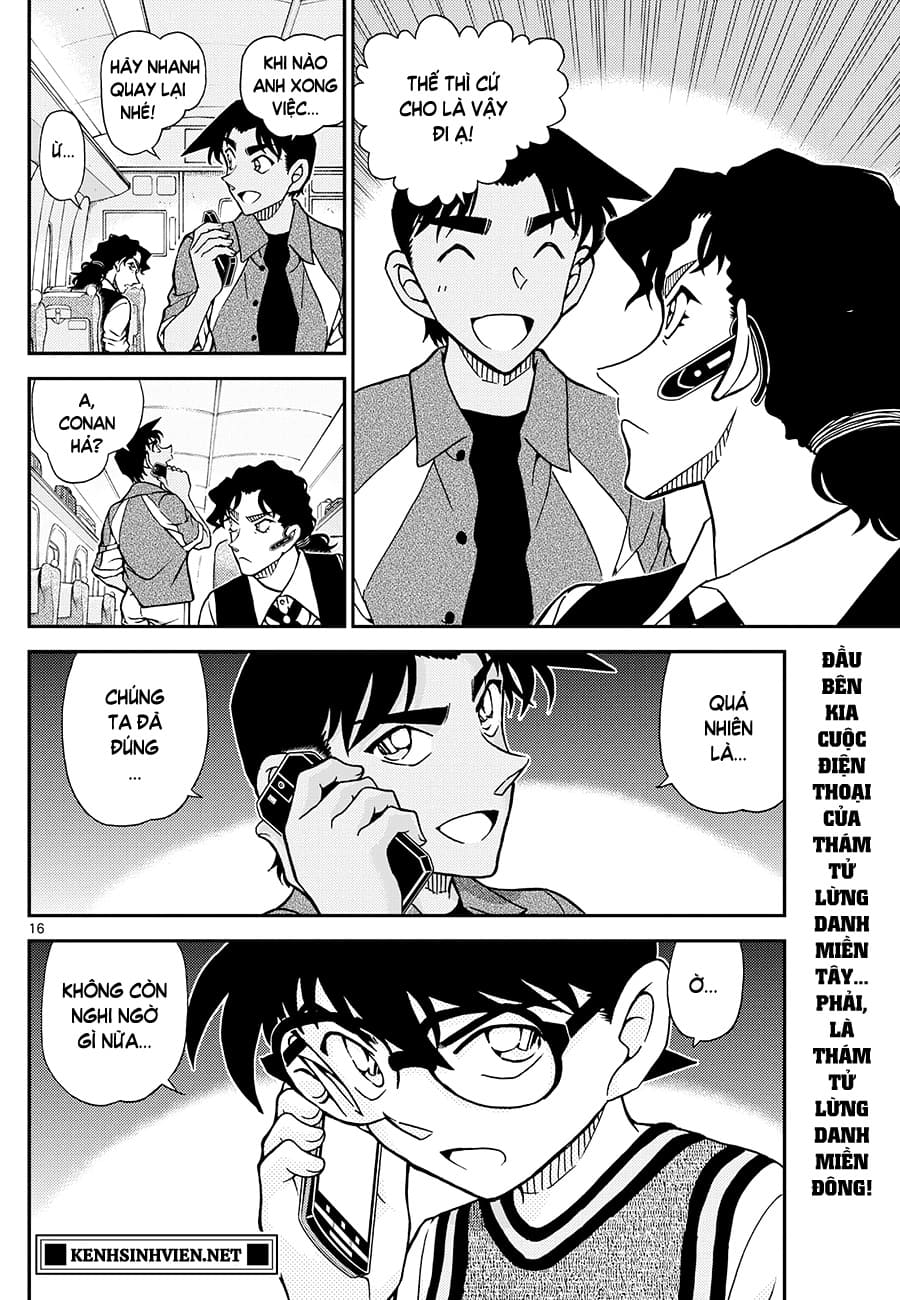 THẾ THÌ CỨ
CHO LÀ VẬY
ĐI Ạ!
KHI NÀO
ANH XONG
VIỆC...
HÃY NHANH
QUAY LẠI
NHÉ!
Ừ...
A,
CONAN
HẢ?
QUẢ
NHIÊN
LÀ...
CHÚNG
TA ĐÃ
ĐÚNG
...
Ờ...
KHÔNG CÒN
NGHI NGỜ
GÌ NỮA...
ĐẦU
BÊN
KIA
CUỘC
ĐIỆN
THOẠI
CỦA
THÁM
TỬ
LỪNG
DANH
MIỀN
TÂY...
PHẢI,
LÀ
THÁM
TỬ
LỪNG
DANH
MIỀN
ĐÔNG!
16
KENHSINHVIEN.NET